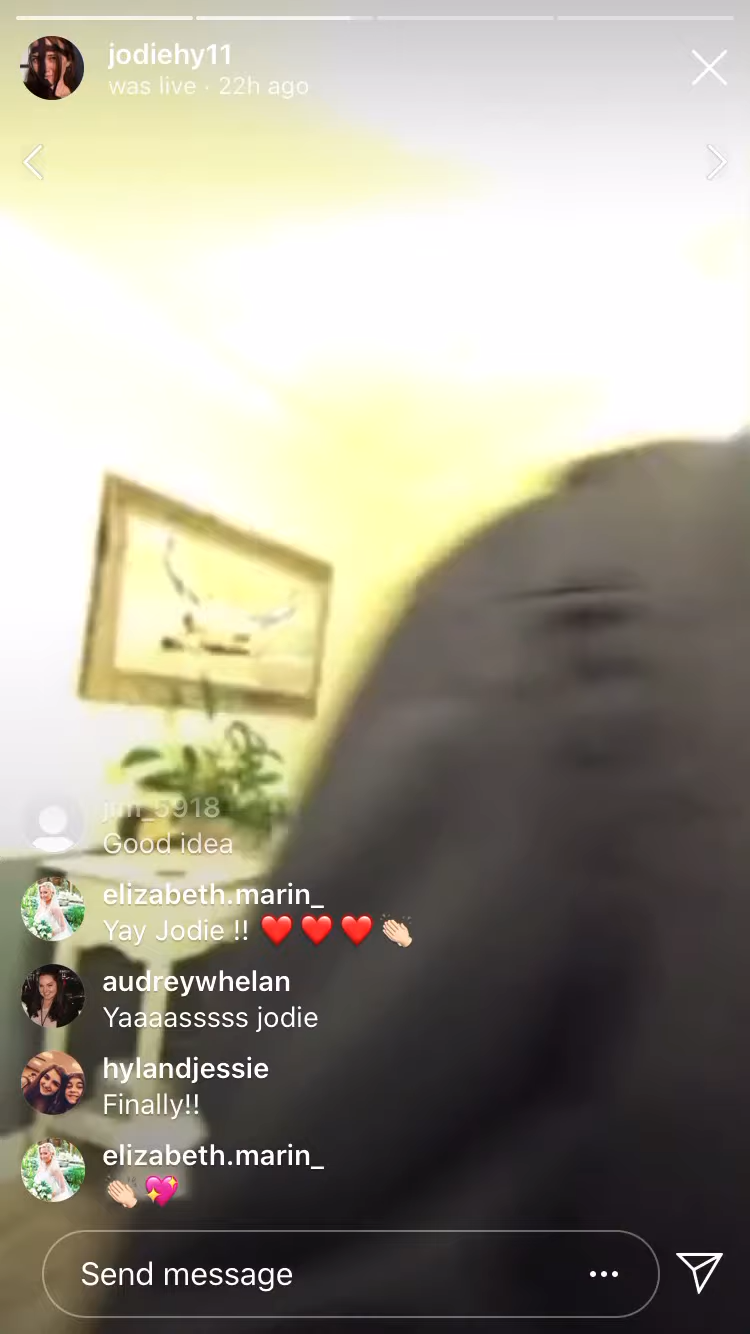 jodiehy11
was live · 22h ago
jim_5918
Good idea
elizabeth.marin_
Yay Jodie !! ❤️ ❤️ ❤️ 👏🏻
audreywhelan
Yaaaasssss jodie
hylandjessie
Finally!!
elizabeth.marin_
👏🏻 💖
Send message